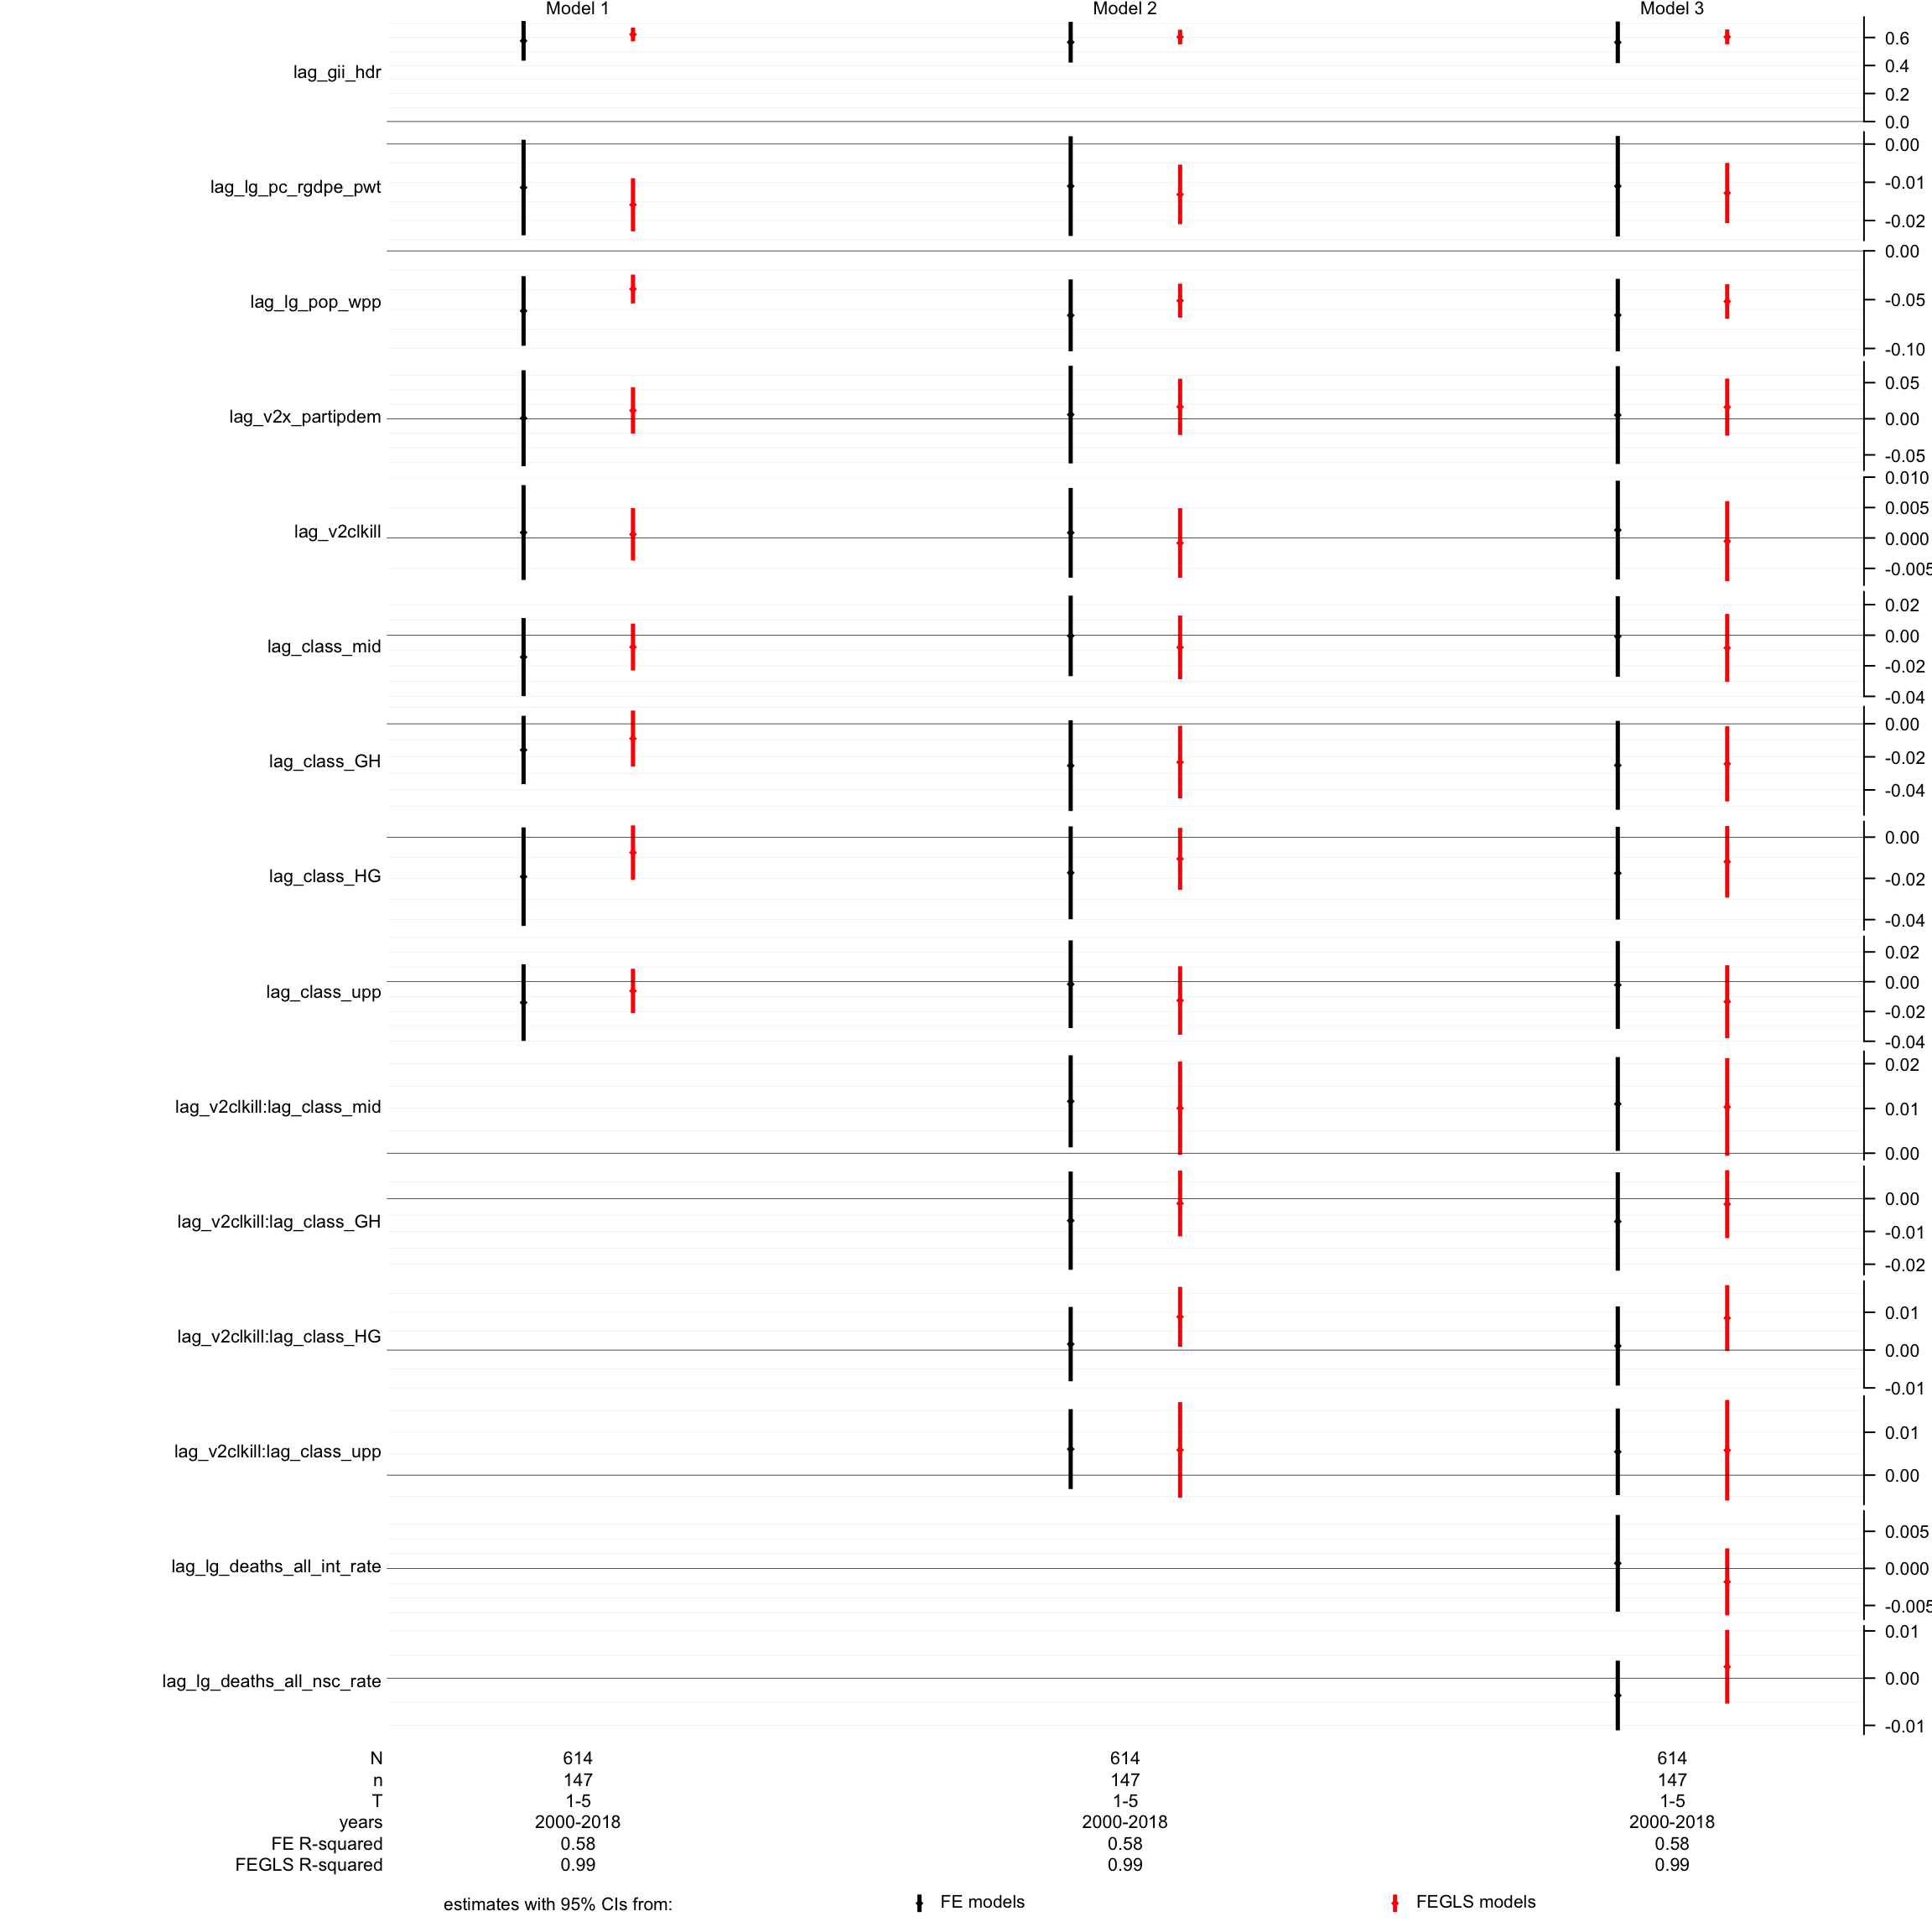 Model 1 Model 2 Model 3
lag_gii_hdr
0.6
0.4
0.2
0.0
lag_lg_pc_rgdpe_pwt
0.00
-0.01
-0.02
lag_lg_pop_wpp
0.00
-0.05
-0.10
lag_v2x_partipdem
0.05
0.00
-0.05
lag_v2clkill
0.010
0.005
0.000
-0.005
lag_class_mid
0.02
0.00
-0.02
-0.04
lag_class_GH
0.00
-0.02
-0.04
lag_class_HG
0.00
-0.02
-0.04
lag_class_upp
0.02
0.00
-0.02
-0.04
lag_v2clkill:lag_class_mid
0.02
0.01
0.00
lag_v2clkill:lag_class_GH
0.00
-0.01
-0.02
lag_v2clkill:lag_class_HG
0.01
0.00
-0.01
lag_v2clkill:lag_class_upp
0.01
0.00
lag_lg_deaths_all_int_rate
0.005
0.000
-0.005
lag_lg_deaths_all_nsc_rate
0.01
0.00
-0.01
N 614 614 614
n 147 147 147
T 1-5 1-5 1-5
years 2000-2018 2000-2018 2000-2018
FE R-squared 0.58 0.58 0.58
FEGLS R-squared 0.99 0.99 0.99
estimates with 95% CIs from: FE models FEGLS models